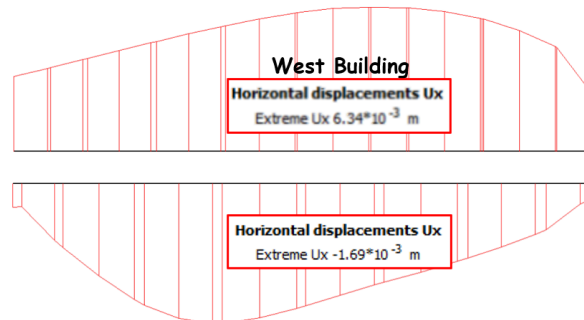 West Building
Horizontal displacements Ux
Extreme Ux 6.34*10 -3 m
Horizontal displacements Ux
Extreme Ux -1.69*10 -3 m